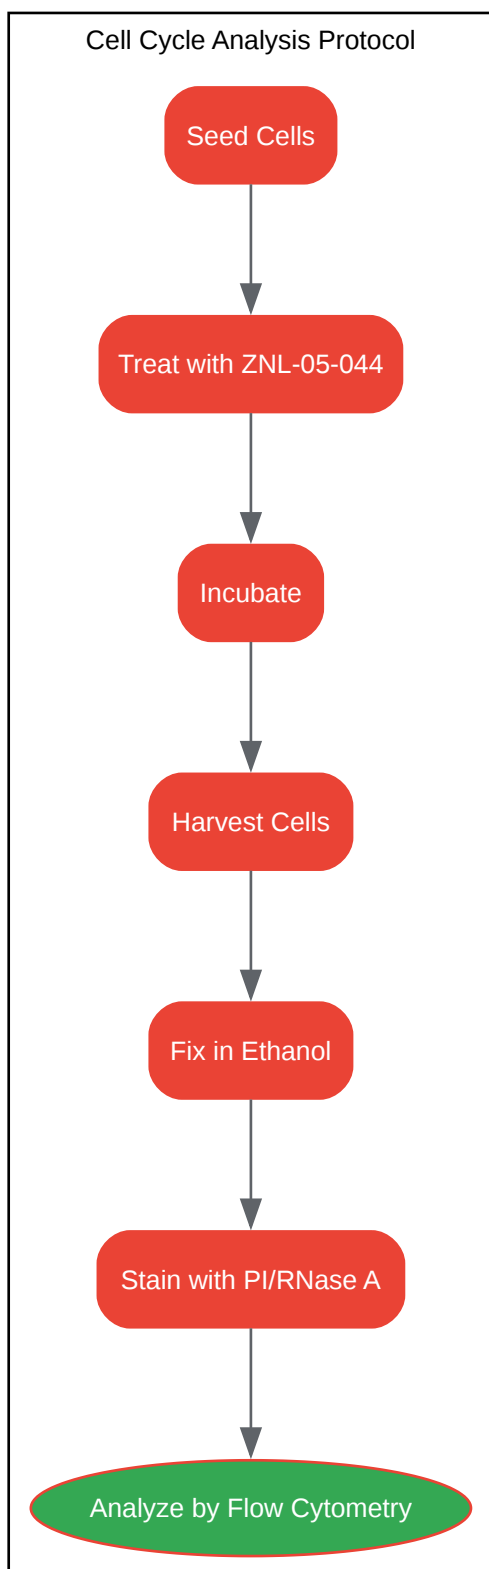 Cell Cycle Analysis Protocol
Seed Cells
Treat with ZNL-05-044
Incubate
Harvest Cells
Fix in Ethanol
Stain with PI/RNase A
Analyze by Flow Cytometry